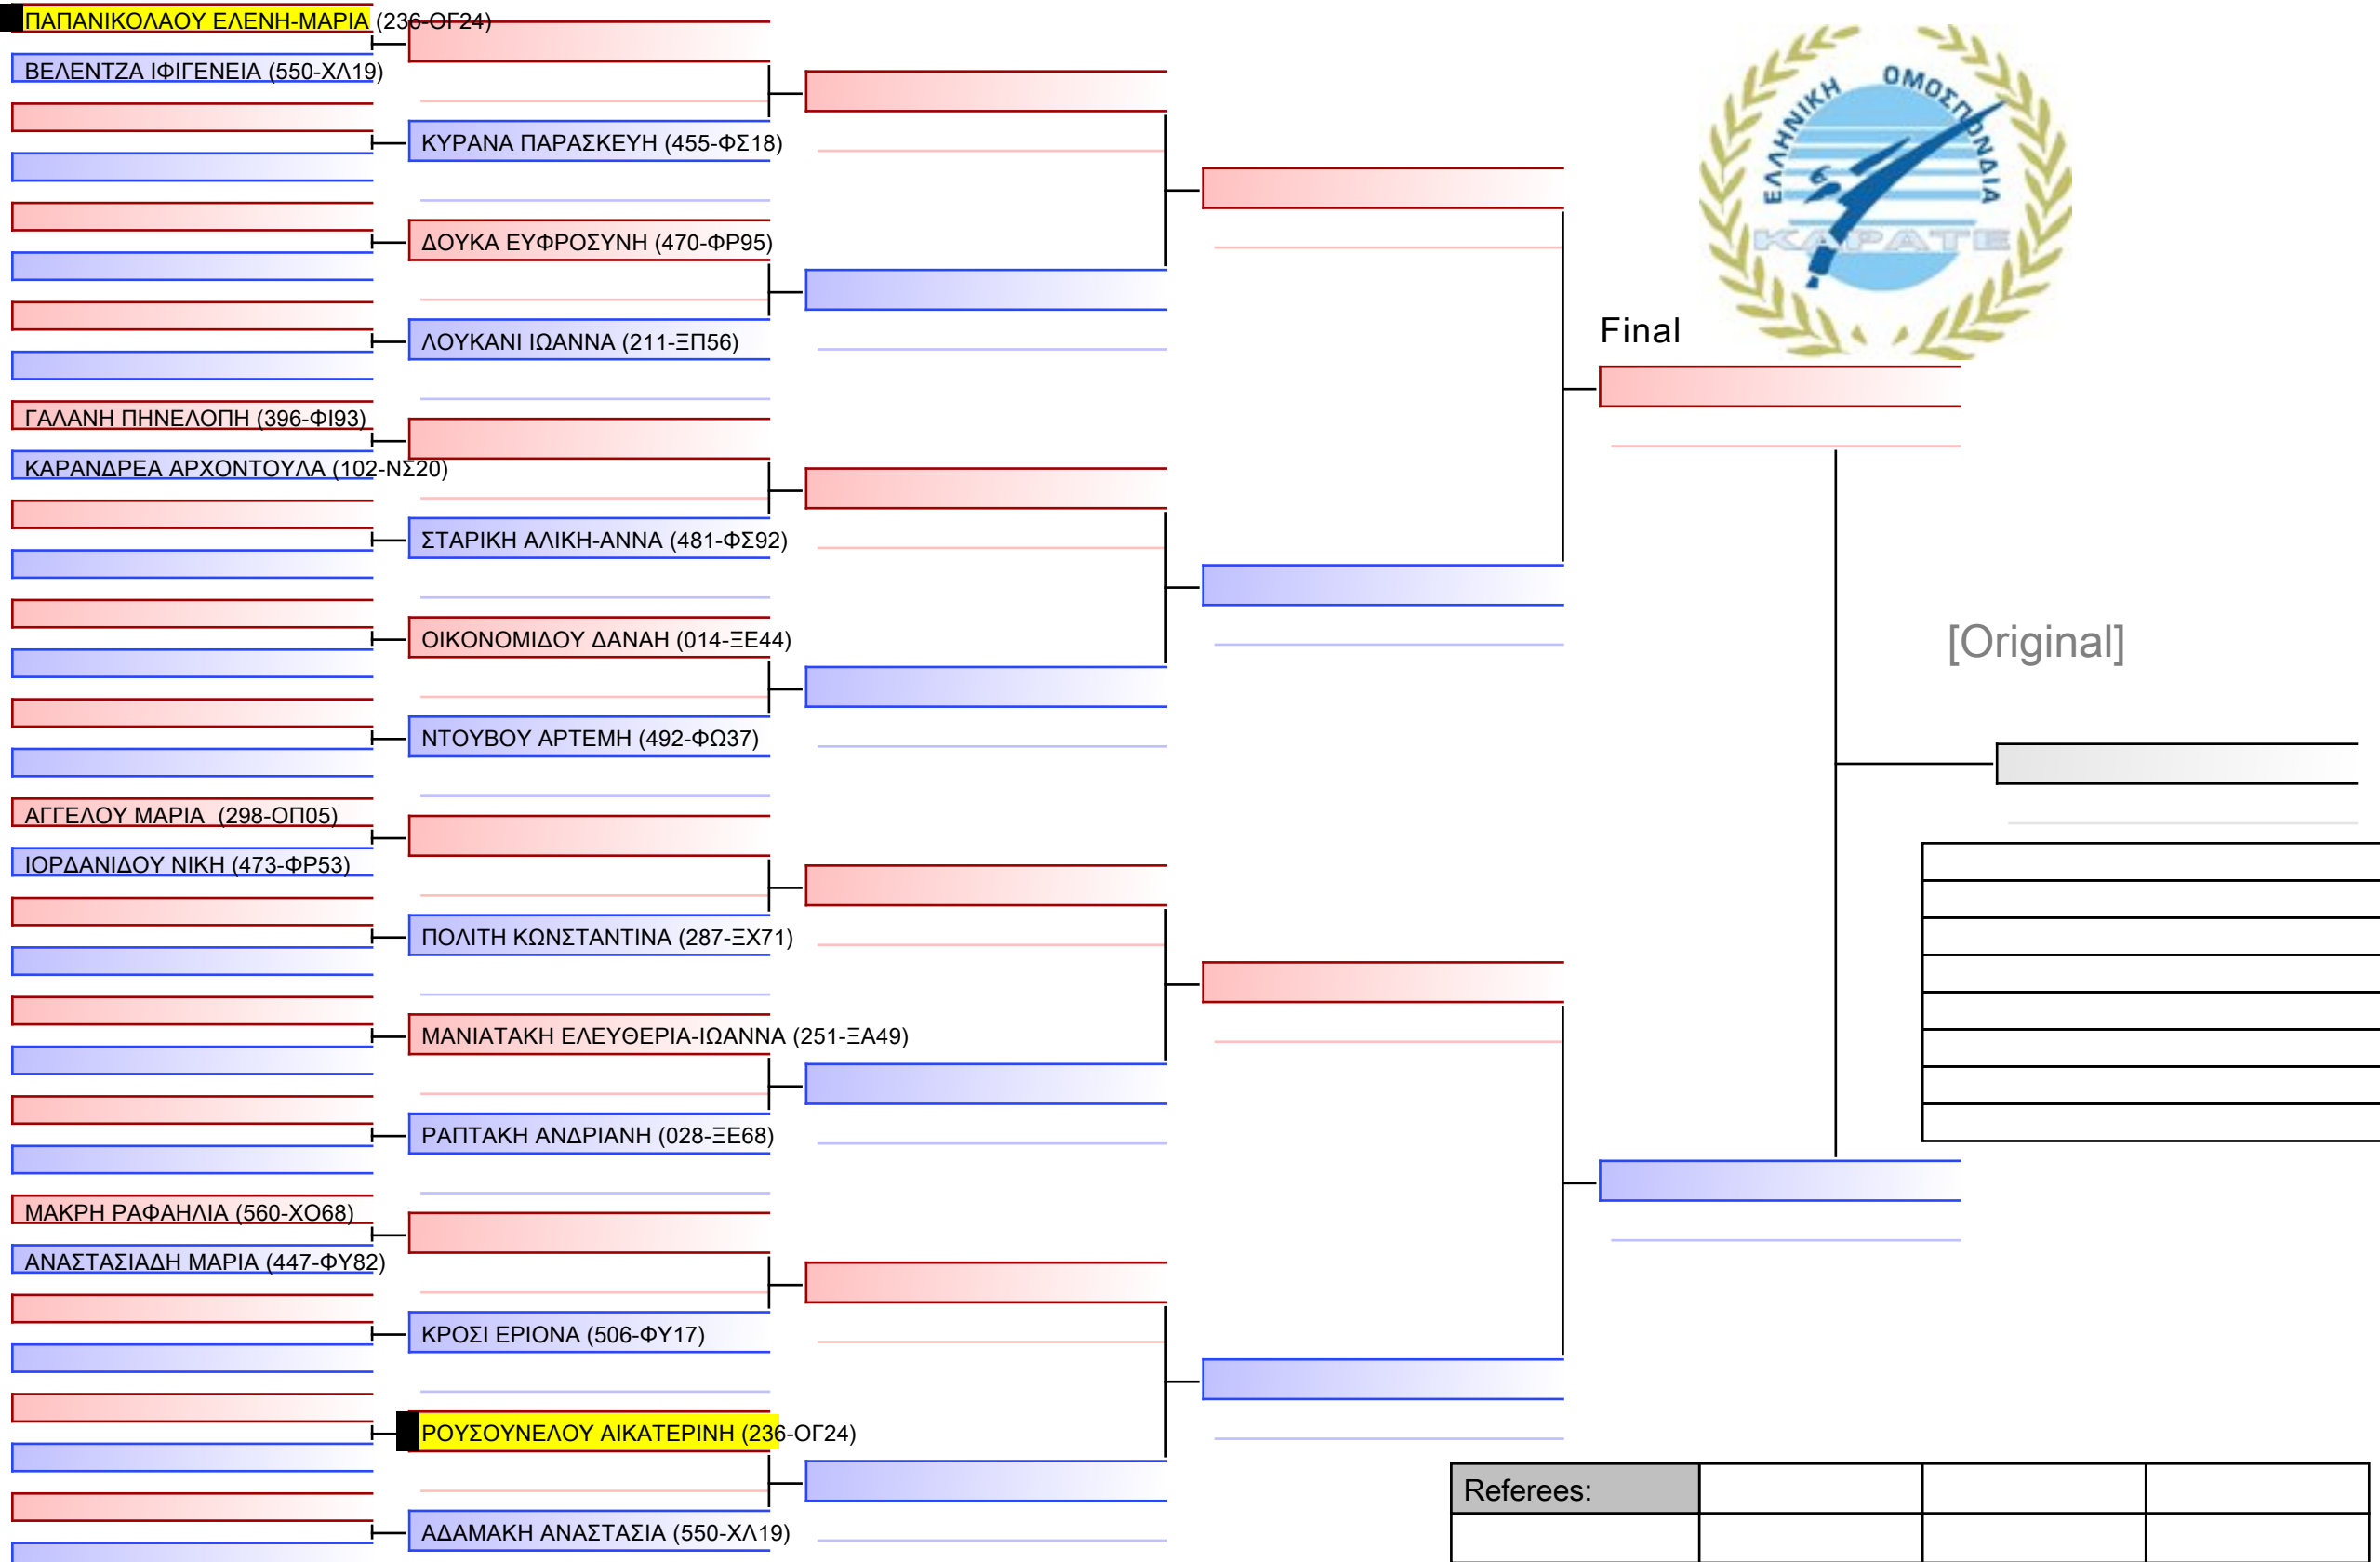 ΠΑΠΑΝΙΚΟΛΑΟΥ ΕΛΕΝΗ-ΜΑΡΙΑ (236-ΟΓ24)
ΒΕΛΕΝΤΖΑ ΙΦΙΓΕΝΕΙΑ (550-ΧΛ19)
ΚΥΡΑΝΑ ΠΑΡΑΣΚΕΥΗ (455-ΦΣ18)
ΔΟΥΚΑ ΕΥΦΡΟΣΥΝΗ (470-ΦΡ95)
ΛΟΥΚΑΝΙ ΙΩΑΝΝΑ (211-ΞΠ56)
ΓΑΛΑΝΗ ΠΗΝΕΛΟΠΗ (396-ΦΙ93)
ΚΑΡΑΝΔΡΕΑ ΑΡΧΟΝΤΟΥΛΑ (102-ΝΣ20)
ΣΤΑΡΙΚΗ ΑΛΙΚΗ-ΑΝΝΑ (481-ΦΣ92)
ΟΙΚΟΝΟΜΙΔΟΥ ΔΑΝΑΗ (014-ΞΕ44)
ΝΤΟΥΒΟΥ ΑΡΤΕΜΗ (492-ΦΩ37)
ΑΓΓΕΛΟΥ ΜΑΡΙΑ (298-ΟΠ05)
ΙΟΡΔΑΝΙΔΟΥ ΝΙΚΗ (473-ΦΡ53)
ΠΟΛΙΤΗ ΚΩΝΣΤΑΝΤΙΝΑ (287-ΞΧ71)
ΜΑΝΙΑΤΑΚΗ ΕΛΕΥΘΕΡΙΑ-ΙΩΑΝΝΑ (251-ΞΑ49)
ΡΑΠΤΑΚΗ ΑΝΔΡΙΑΝΗ (028-ΞΕ68)
ΜΑΚΡΗ ΡΑΦΑΗΛΙΑ (560-ΧΟ68)
ΑΝΑΣΤΑΣΙΑΔΗ ΜΑΡΙΑ (447-ΦΥ82)
ΚΡΟΣΙ ΕΡΙΟΝΑ (506-ΦΥ17)
ΡΟΥΣΟΥΝΕΛΟΥ ΑΙΚΑΤΕΡΙΝΗ (236-ΟΓ24)
ΑΔΑΜΑΚΗ ΑΝΑΣΤΑΣΙΑ (550-ΧΛ19)
ΕΛΛΗΝΙΚΗ ΟΜΟΣΠΟΝΔΙΑ
ΚΑΡΑΤΕ
Final
[Original]
Referees: